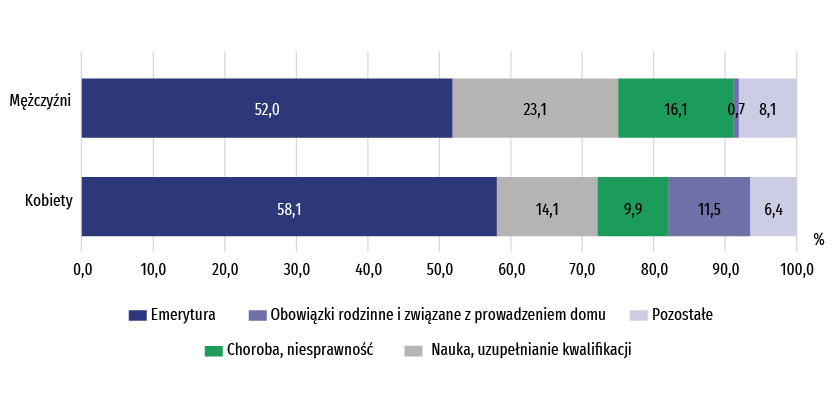 Mężczyźni
52,0 23,1 16,1 0,7 8,1
Kobiety
58,1 14,1 9,9 11,5 6,4
%
0,0 10,0 20,0 30,0 40,0 50,0 60,0 70,0 80,0 90,0 100,0
Emerytura Obowiązki rodzinne i związane z prowadzeniem domu Pozostałe
Choroba, niesprawność Nauka, uzupełnianie kwalifikacji